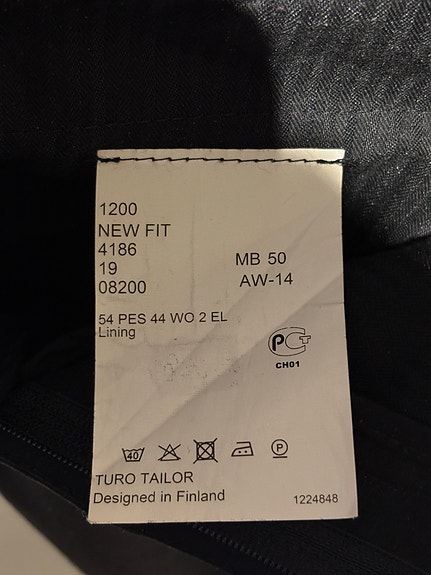 1200
NEW FIT
4186
19
08200
MB 50
AW-14
54 PES 44 WO 2 EL
Lining
PCT
CH01
40
P
TURO TAILOR
Designed in Finland
1224848